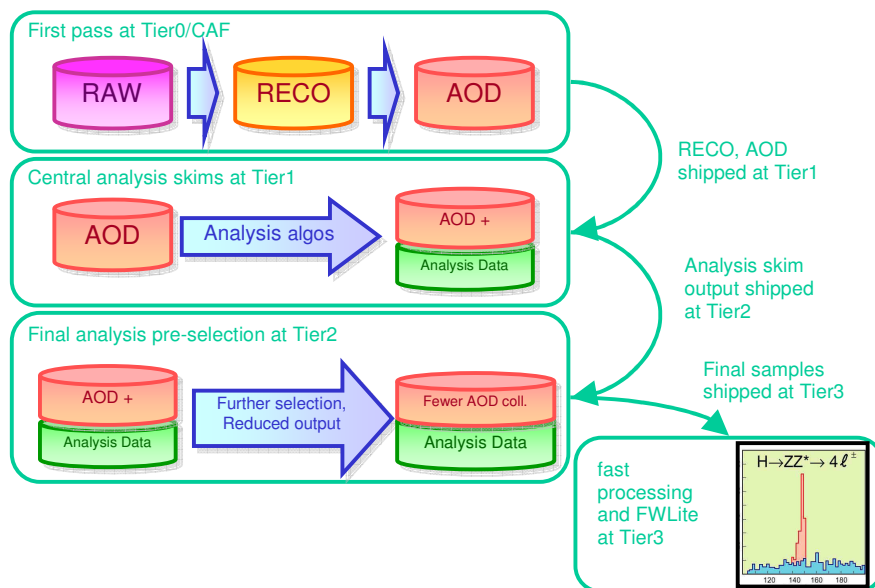 First pass at Tier0/CAF
RAW
RECO
AOD
RECO, AOD
shipped at Tier1
Central analysis skims at Tier1
AOD
Analysis algos
AOD +
Analysis Data
Analysis skim
output shipped
at Tier2
Final analysis pre-selection at Tier2
AOD +
Analysis Data
Further selection,
Reduced output
Fewer AOD coll.
Analysis Data
Final samples
shipped at Tier3
fast
processing
and FWLite
at Tier3
H→ZZ*→ 4ℓ±
120 140 160 180